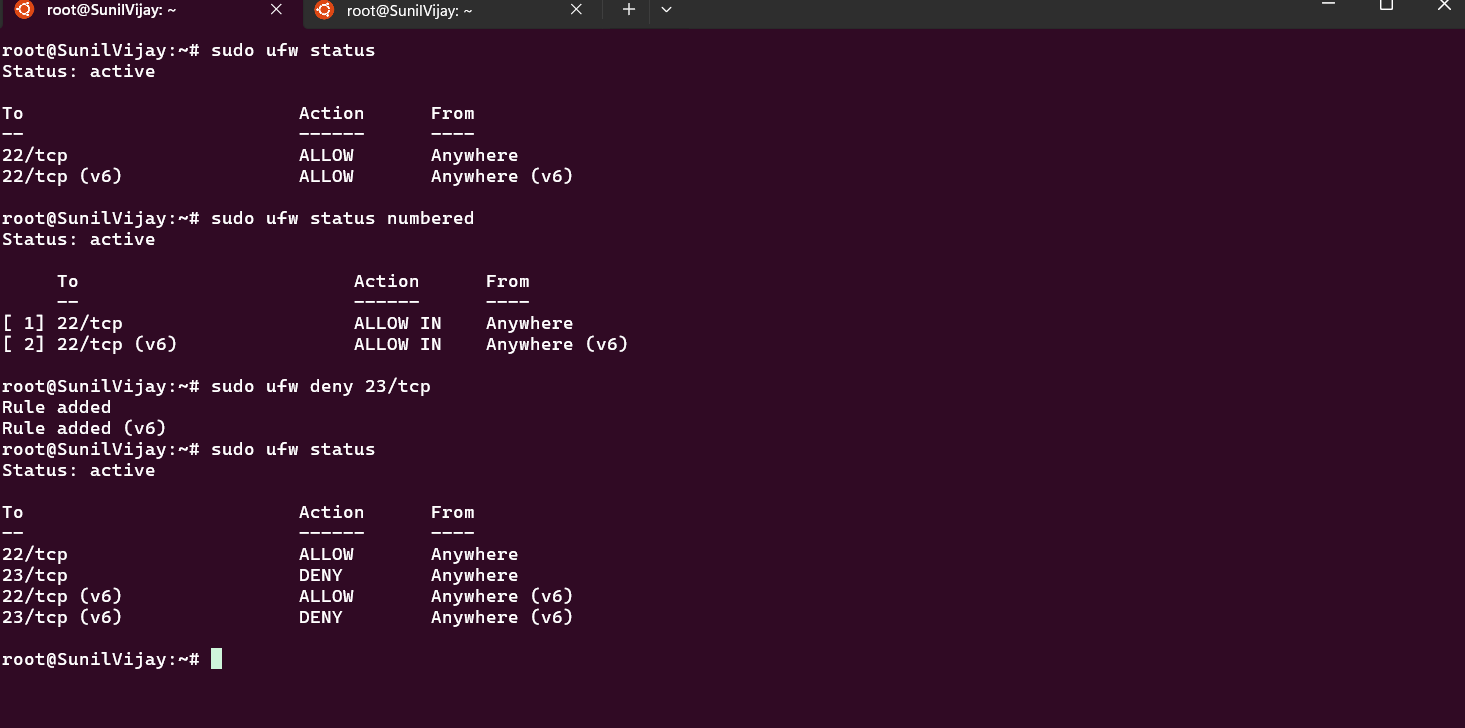 root@SunilVijay: ~
root@SunilVijay: ~
root@SunilVijay:~# sudo ufw status
Status: active
To Action From
-- ------ ----
22/tcp ALLOW Anywhere
22/tcp (v6) ALLOW Anywhere (v6)
root@SunilVijay:~# sudo ufw status numbered
Status: active
To Action From
-- ------ ----
[ 1] 22/tcp ALLOW IN Anywhere
[ 2] 22/tcp (v6) ALLOW IN Anywhere (v6)
root@SunilVijay:~# sudo ufw deny 23/tcp
Rule added
Rule added (v6)
root@SunilVijay:~# sudo ufw status
Status: active
To Action From
-- ------ ----
22/tcp ALLOW Anywhere
23/tcp DENY Anywhere
22/tcp (v6) ALLOW Anywhere (v6)
23/tcp (v6) DENY Anywhere (v6)
root@SunilVijay:~#